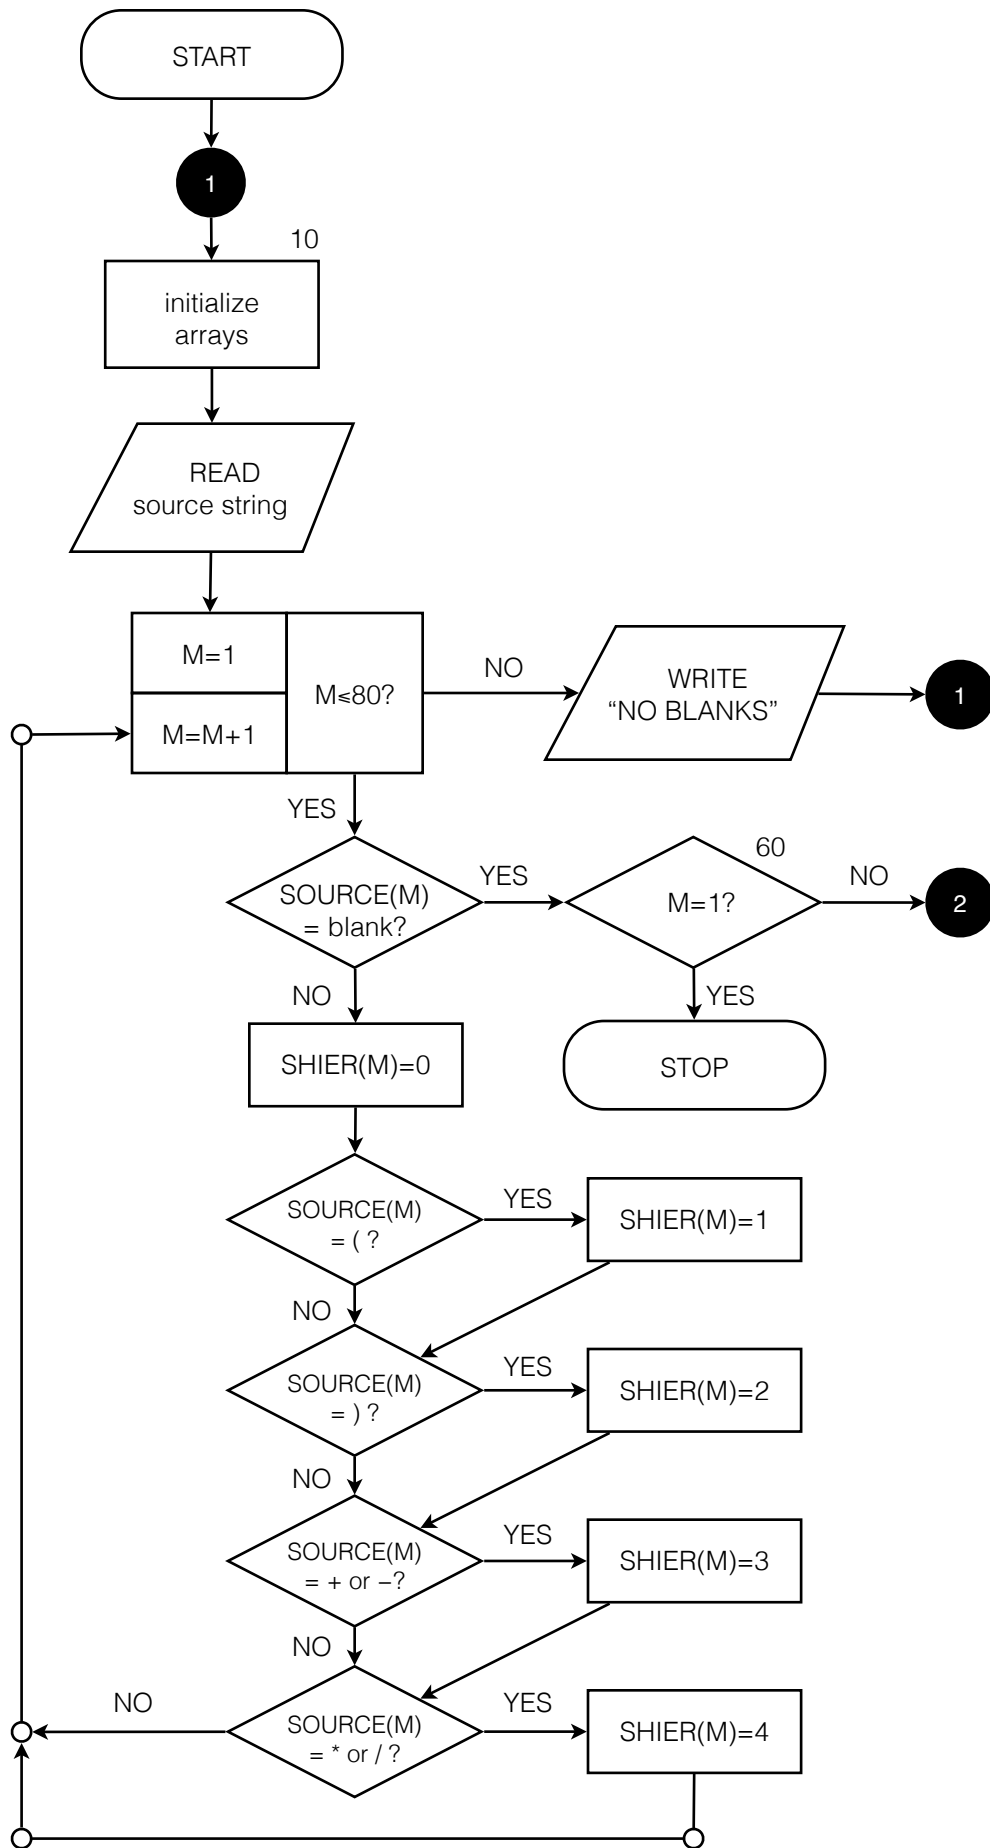 START
1
10
initialize
arrays
READ
source string
M=1
M≤80?
M=M+1
NO
WRITE
“NO BLANKS”
1
YES
SOURCE(M)
= blank?
YES
60
M=1?
NO
2
NO
YES
SHIER(M)=0
STOP
SOURCE(M)
= ( ?
YES
SHIER(M)=1
NO
SOURCE(M)
= ) ?
YES
SHIER(M)=2
NO
SOURCE(M)
= + or –?
YES
SHIER(M)=3
NO
SOURCE(M)
= * or / ?
NO
YES
SHIER(M)=4